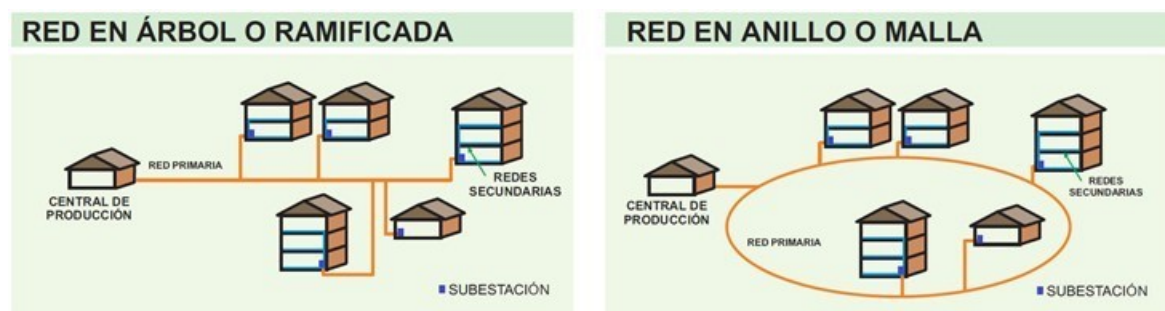 RED EN ÁRBOL O RAMIFICADA
RED PRIMARIA
CENTRAL DE
PRODUCCIÓN
REDES
SECUNDARIAS
SUBESTACIÓN
RED EN ANILLO O MALLA
CENTRAL DE
PRODUCCIÓN
REDES
SECUNDARIAS
RED PRIMARIA
SUBESTACIÓN